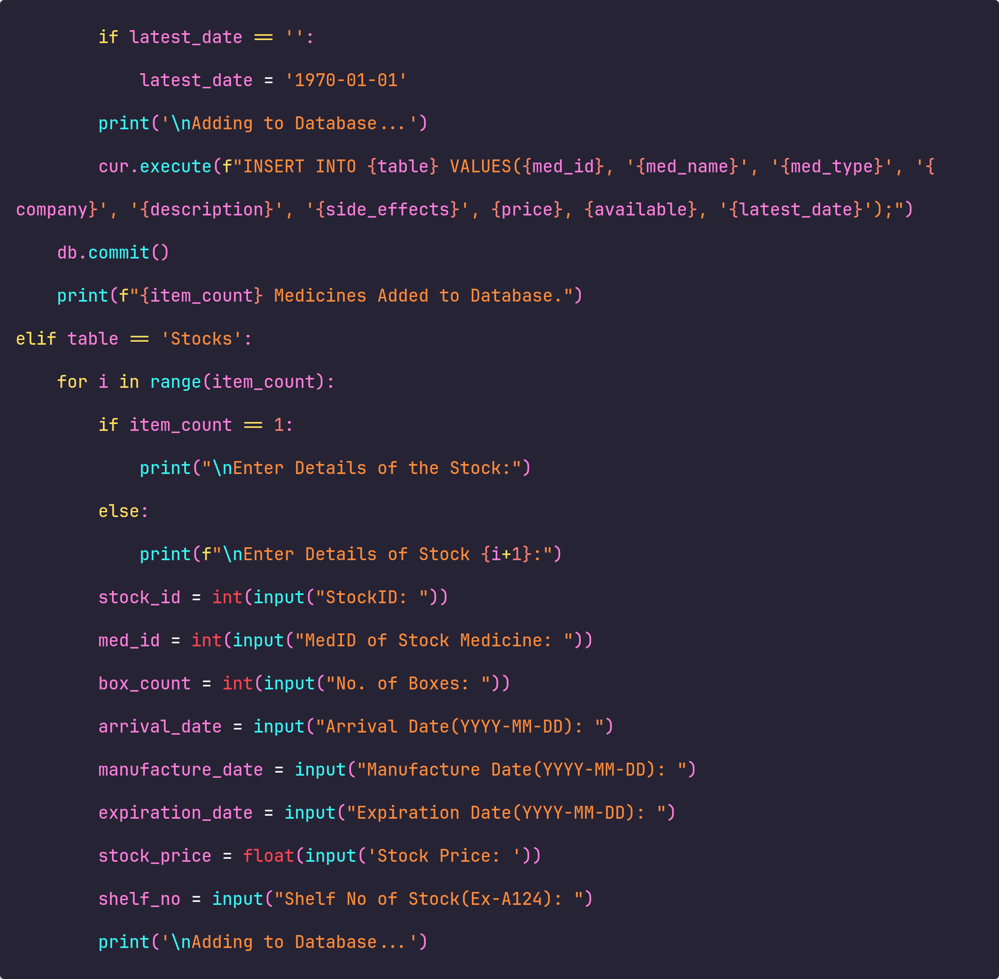 if latest_date == '':
            latest_date = '1970-01-01'
        print('\nAdding to Database...')
        cur.execute(f"INSERT INTO {table} VALUES({med_id}, '{med_name}', '{med_type}', '{
company}', '{description}', '{side_effects}', {price}, {available}, '{latest_date}');")
    db.commit()
    print(f"{item_count} Medicines Added to Database.")
elif table == 'Stocks':
    for i in range(item_count):
        if item_count == 1:
            print("\nEnter Details of the Stock:")
        else:
            print(f"\nEnter Details of Stock {i+1}:")
        stock_id = int(input("StockID: "))
        med_id = int(input("MedID of Stock Medicine: "))
        box_count = int(input("No. of Boxes: "))
        arrival_date = input("Arrival Date(YYYY-MM-DD): ")
        manufacture_date = input("Manufacture Date(YYYY-MM-DD): ")
        expiration_date = input("Expiration Date(YYYY-MM-DD): ")
        stock_price = float(input('Stock Price: '))
        shelf_no = input("Shelf No of Stock(Ex-A124): ")
        print('\nAdding to Database...')